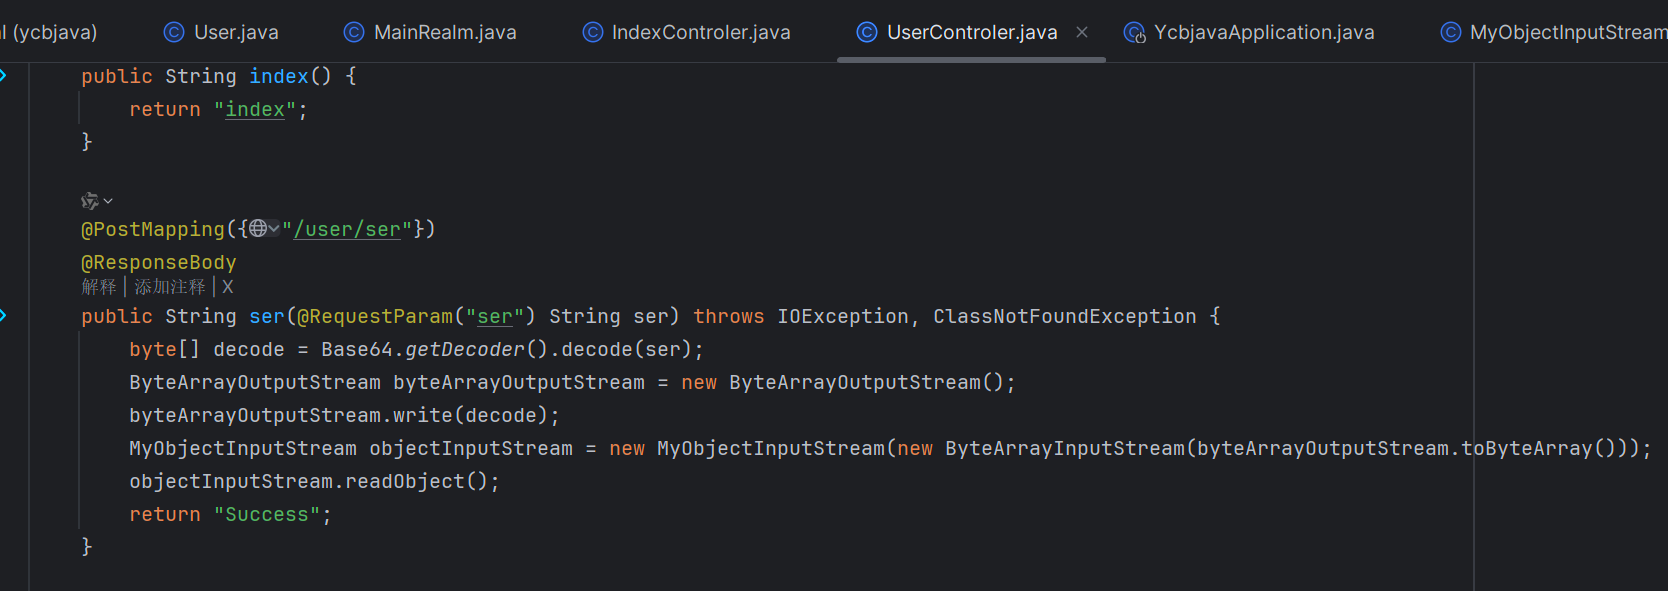 l (ycbjava) User.java MainRealm.java IndexControler.java UserControler.java YcbjavaApplication.java MyObjectInputStream
public String index() {
return "index";
}
@PostMapping({"/user/ser"})
@ResponseBody
解释 | 添加注释 | X
public String ser(@RequestParam("ser") String ser) throws IOException, ClassNotFoundException {
byte[] decode = Base64.getDecoder().decode(ser);
ByteArrayOutputStream byteArrayOutputStream = new ByteArrayOutputStream();
byteArrayOutputStream.write(decode);
MyObjectInputStream objectInputStream = new MyObjectInputStream(new ByteArrayInputStream(byteArrayOutputStream.toByteArray()));
objectInputStream.readObject();
return "Success";
}